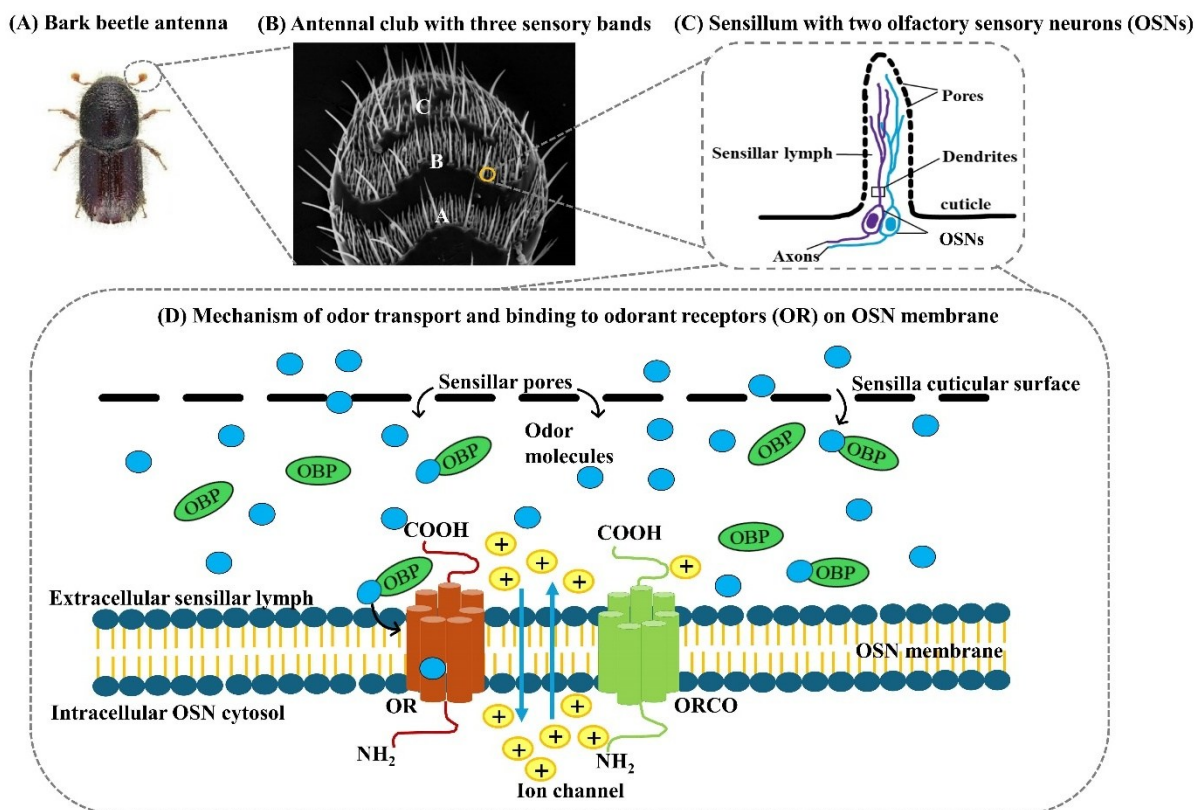 (A) Bark beetle antenna
(B) Antennal club with three sensory bands
(C) Sensillum with two olfactory sensory neurons (OSNs)
C
B
A
Pores
Sensillar lymph
Dendrites
cuticle
OSNs
Axons
(D) Mechanism of odor transport and binding to odorant receptors (OR) on OSN membrane
Sensillar pores
Sensilla cuticular surface
Odor
molecules
OBP
OBP
OBP
OBP
OBP
OBP
OBP
OBP
COOH
COOH
+
+
+
+
+
Extracellular sensillar lymph
OSN membrane
Intracellular OSN cytosol
OR
ORCO
+
+
+
+
+
+
+
NH₂
NH₂
Ion channel